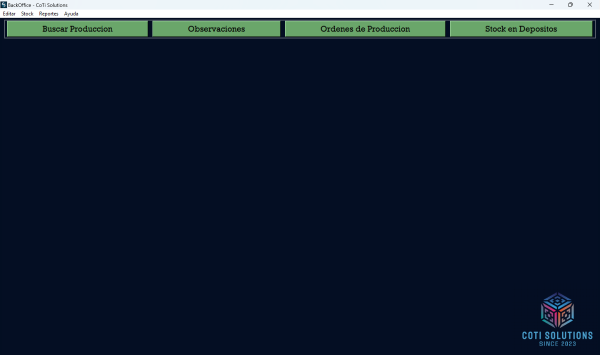 BackOffice - CoTi Solutions
Editar Stock Reportes Ayuda
Buscar Produccion Observaciones Ordenes de Produccion Stock en Depositos
COTI SOLUTIONS
SINCE 2023